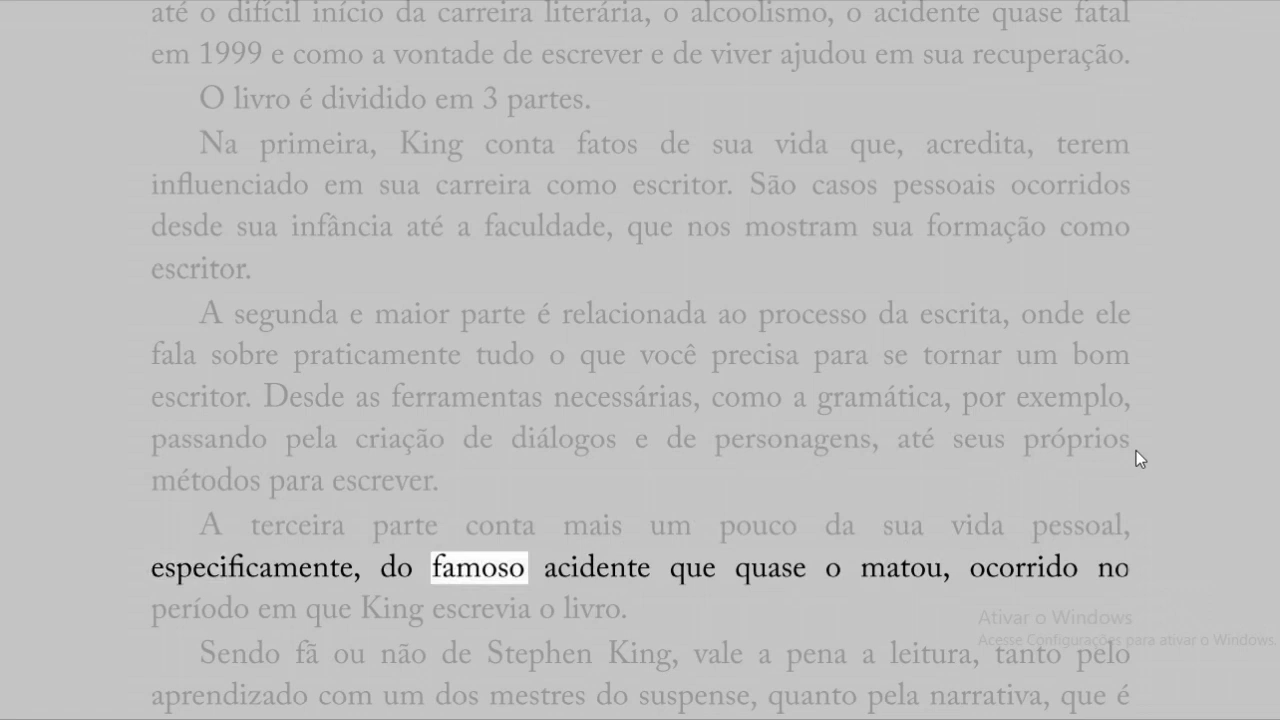 até o difícil início da carreira literária, o alcoolismo, o acidente quase fatal
em 1999 e como a vontade de escrever e de viver ajudou em sua recuperação.
O livro é dividido em 3 partes.
Na primeira, King conta fatos de sua vida que, acredita, terem
influenciado em sua carreira como escritor. São casos pessoais ocorridos
desde sua infância até a faculdade, que nos mostram sua formação como
escritor.
A segunda e maior parte é relacionada ao processo da escrita, onde ele
fala sobre praticamente tudo o que você precisa para se tornar um bom
escritor. Desde as ferramentas necessárias, como a gramática, por exemplo,
passando pela criação de diálogos e de personagens, até seus próprios
métodos para escrever.
A terceira parte conta mais um pouco da sua vida pessoal,
especificamente, do famoso acidente que quase o matou, ocorrido no
período em que King escrevia o livro.
Ativar o Windows
Acesse Configurações para ativar o Windows.
Sendo fã ou não de Stephen King, vale a pena a leitura, tanto pelo
aprendizado com um dos mestres do suspense, quanto pela narrativa, que é